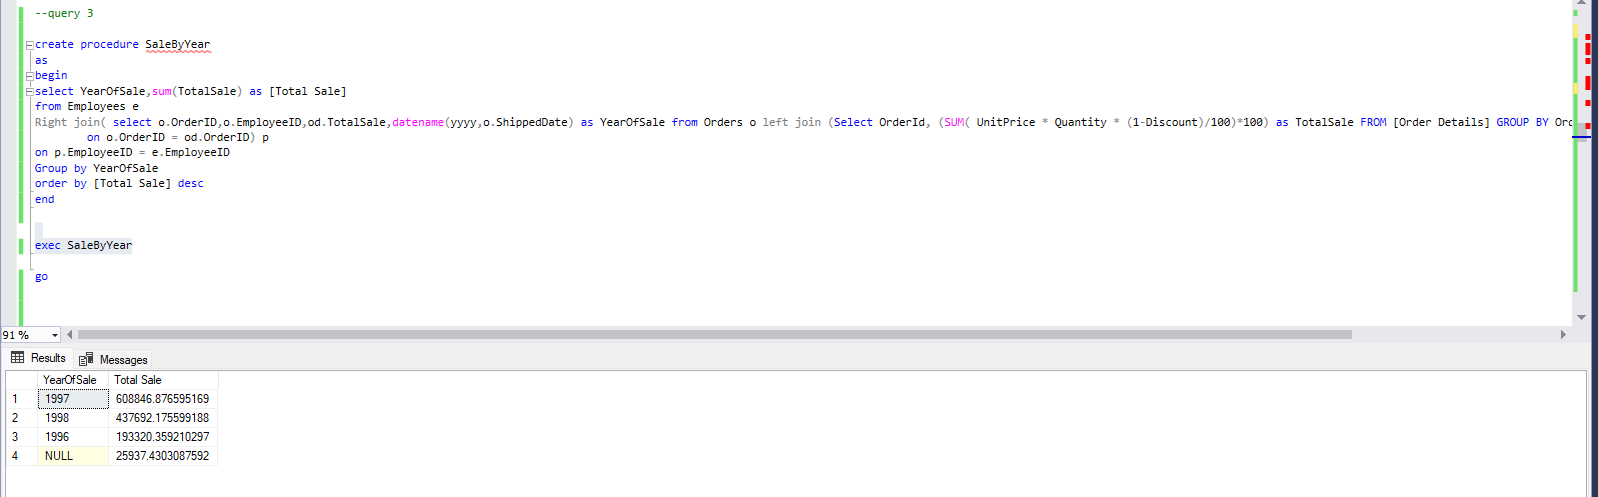 --query 3
create procedure SaleByYear
as
begin
select YearOfSale,sum(TotalSale) as [Total Sale]
from Employees e
Right join( select o.OrderID,o.EmployeeID,od.TotalSale,datename(yyyy,o.ShippedDate) as YearOfSale from Orders o left join (Select OrderId, (SUM( UnitPrice * Quantity * (1-Discount)/100)*100) as TotalSale FROM [Order Details] GROUP BY Orc
on o.OrderID = od.OrderID) p
on p.EmployeeID = e.EmployeeID
Group by YearOfSale
order by [Total Sale] desc
end
exec SaleByYear
go
91 %
Results Messages
YearOfSale Total Sale
1 1997 608846.876595169
2 1998 437692.175599188
3 1996 193320.359210297
4 NULL 25937.4303087592